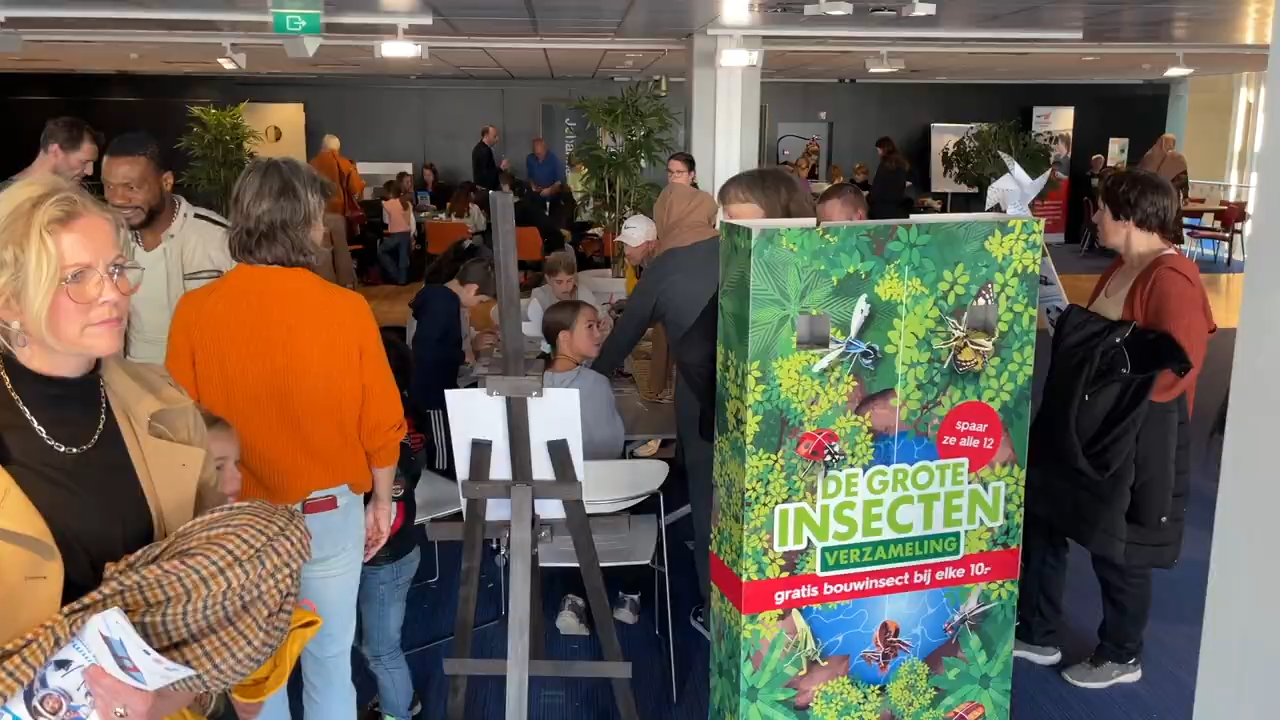 spaar
ze alle 12
DE GROTE
INSECTEN
VERZAMELING
gratis bouwinsect bij elke 10.-